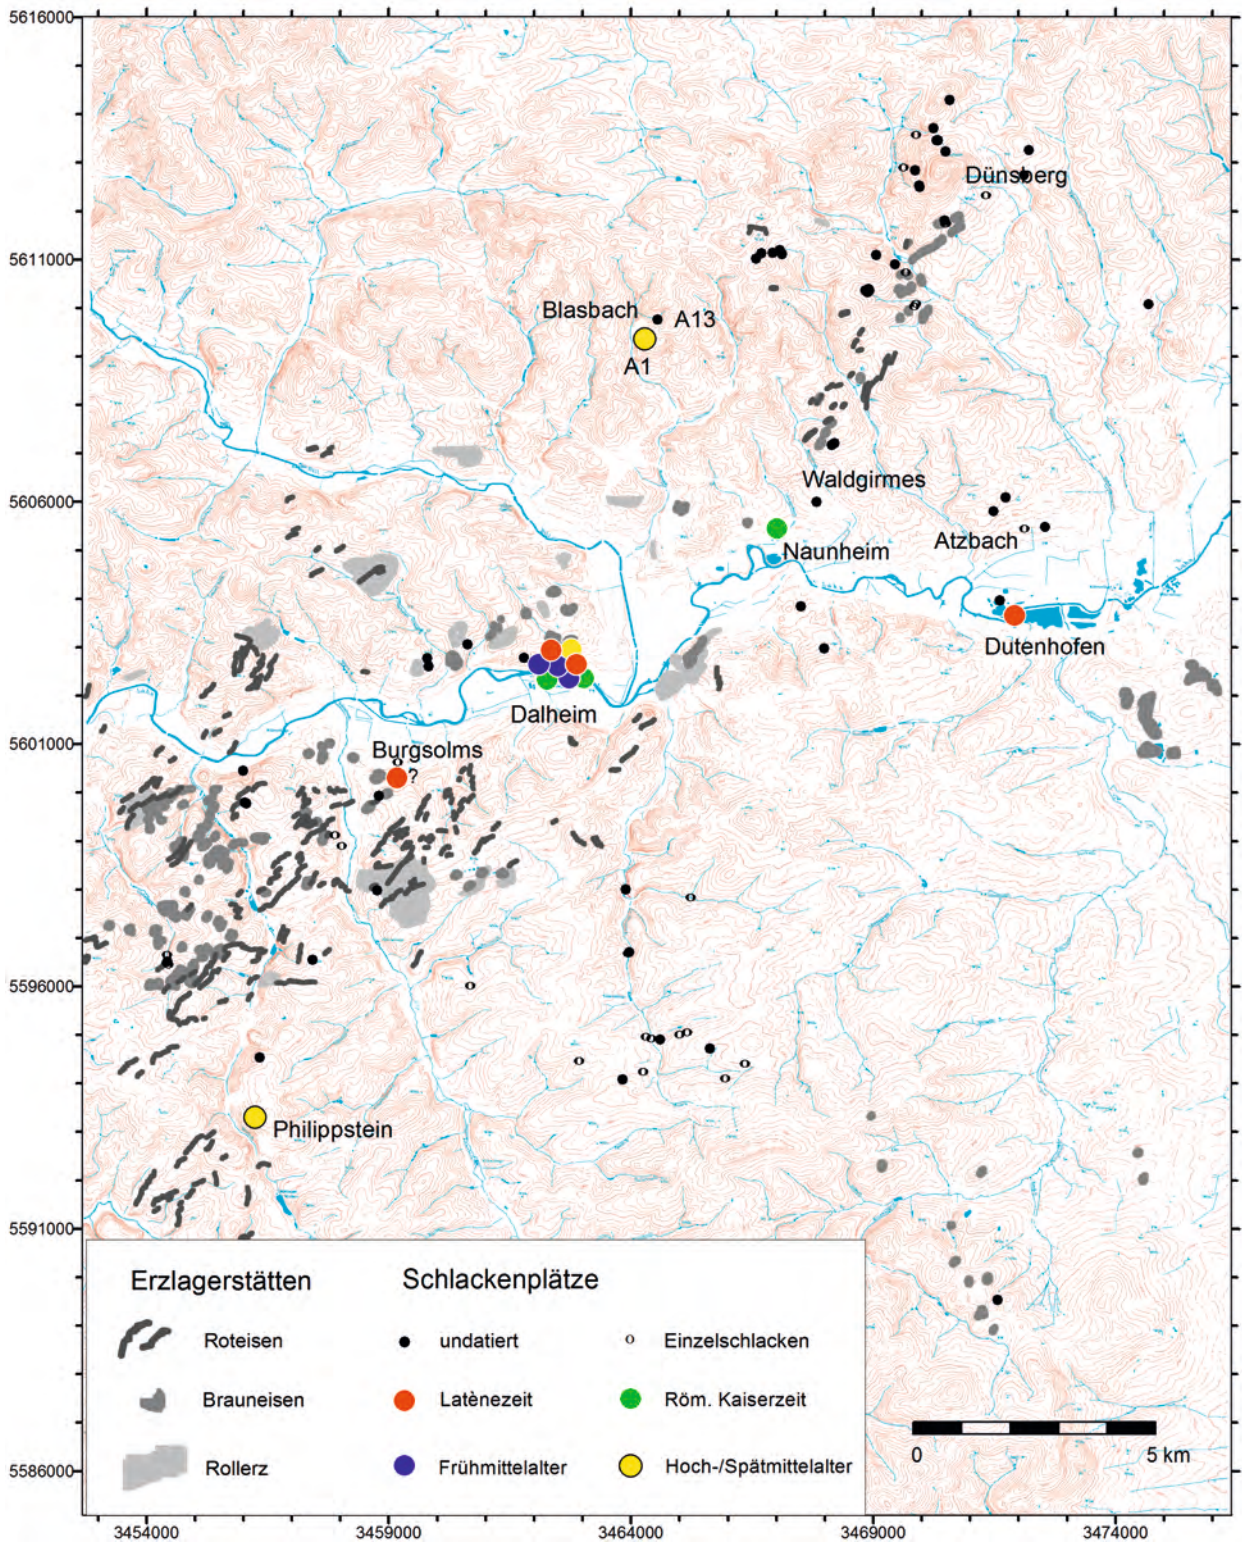 5616000
5611000
5606000
5601000
5596000
5591000
5586000
Dünsberg
Blasbach
A13
A1
Waldgirmes
Naunheim
Atzbach
Dutenhofen
Dalheim
Burgsolms
?
Philippstein
Erzlagerstätten
Schlackenplätze
Roteisen
undatiert
Einzelschlacken
Brauneisen
Latènezeit
Röm. Kaiserzeit
Rollerz
Frühmittelalter
Hoch-/Spätmittelalter
0
5 km
3454000
3459000
3464000
3469000
3474000